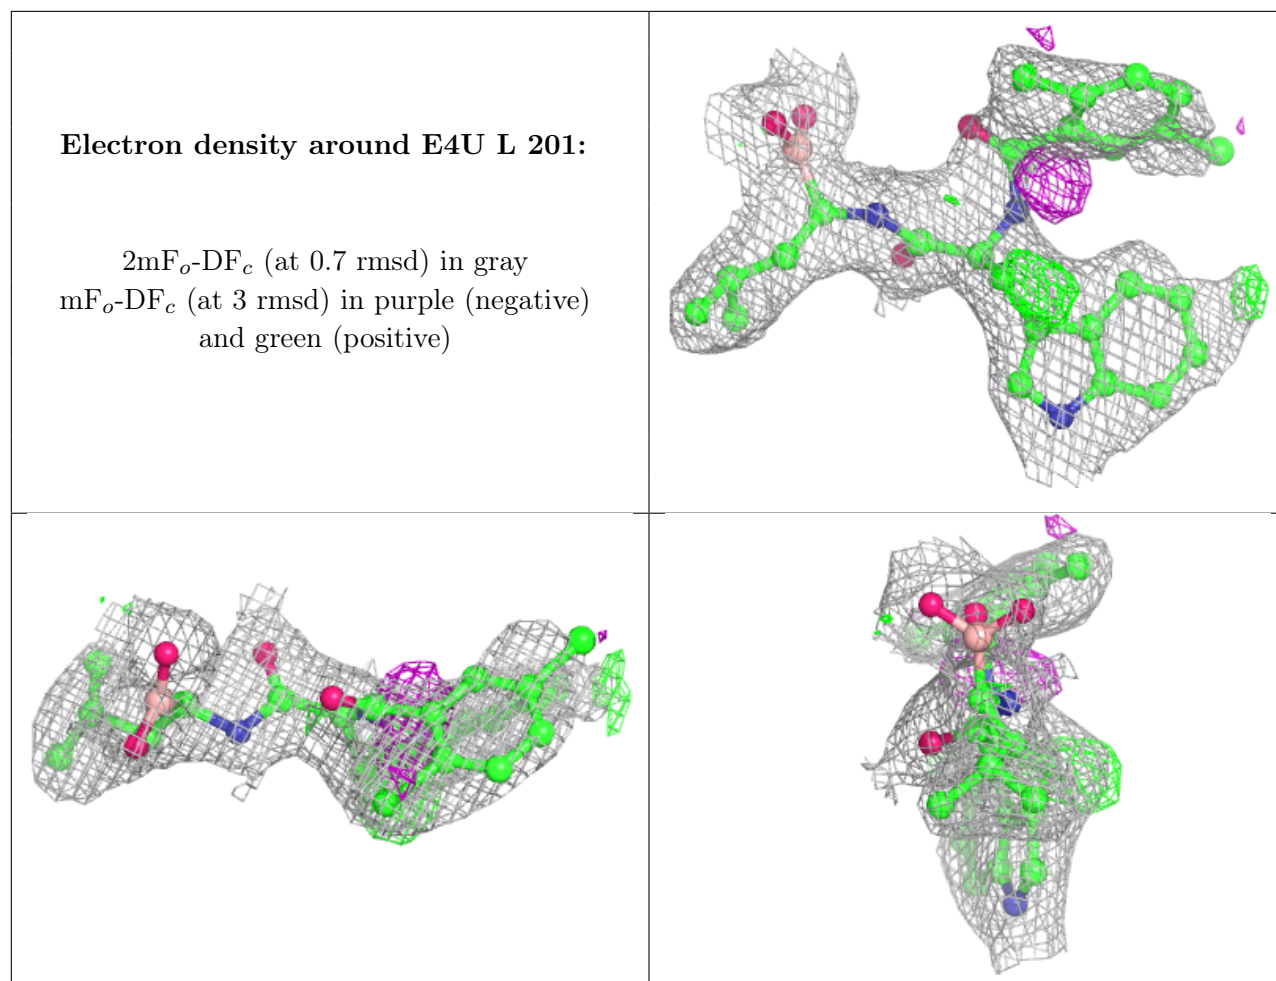 Electron density around E4U L 201:
2mFo-DFc (at 0.7 rmsd) in gray
mFo-DFc (at 3 rmsd) in purple (negative)
and green (positive)